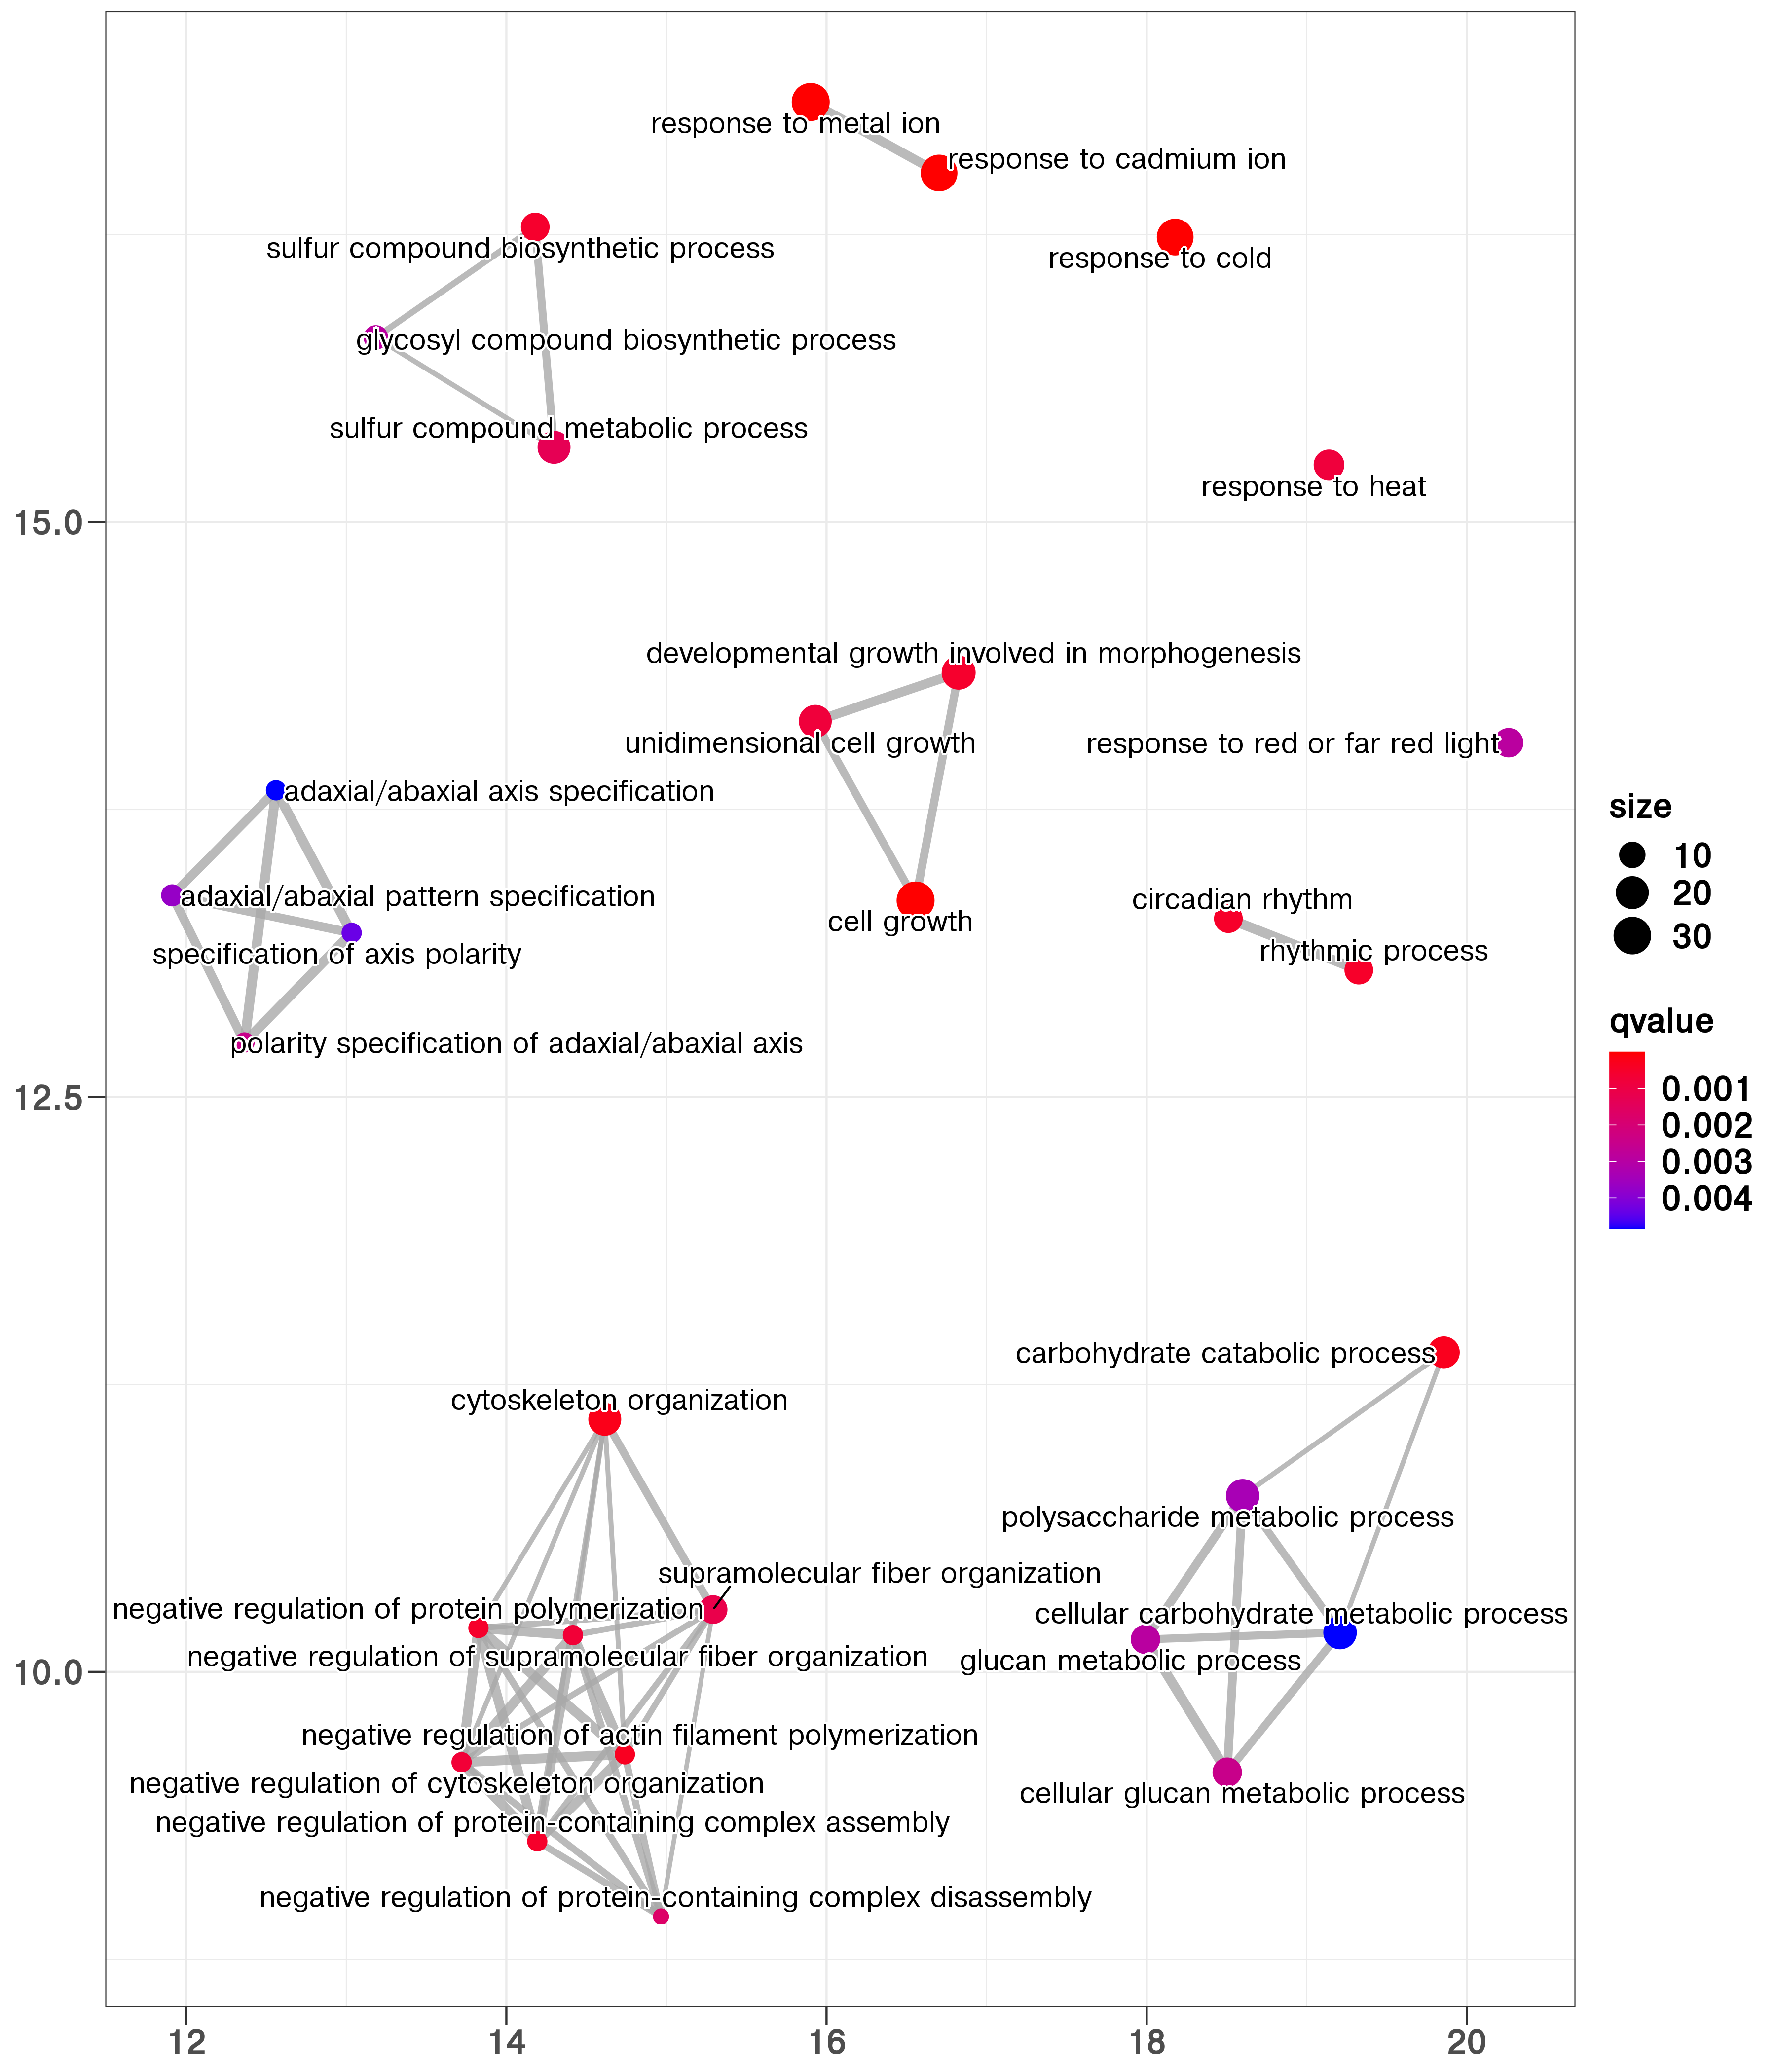 response to metal ion
response to cadmium ion
sulfur compound biosynthetic process
response to cold
glycosyl compound biosynthetic process
sulfur compound metabolic process
response to heat
15.0
developmental growth involved in morphogenesis
unidimensional cell growth
response to red or far red light
adaxial/abaxial axis specification
adaxial/abaxial pattern specification
circadian rhythm
cell growth
specification of axis polarity
rhythmic process
polarity specification of adaxial/abaxial axis
12.5
carbohydrate catabolic process
cytoskeleton organization
polysaccharide metabolic process
supramolecular fiber organization
negative regulation of protein polymerization
cellular carbohydrate metabolic process
negative regulation of supramolecular fiber organization
glucan metabolic process
10.0
negative regulation of actin filament polymerization
negative regulation of cytoskeleton organization
cellular glucan metabolic process
negative regulation of protein-containing complex assembly
negative regulation of protein-containing complex disassembly
12 14 16 18 20
size
10
20
30
qvalue
0.001
0.002
0.003
0.004